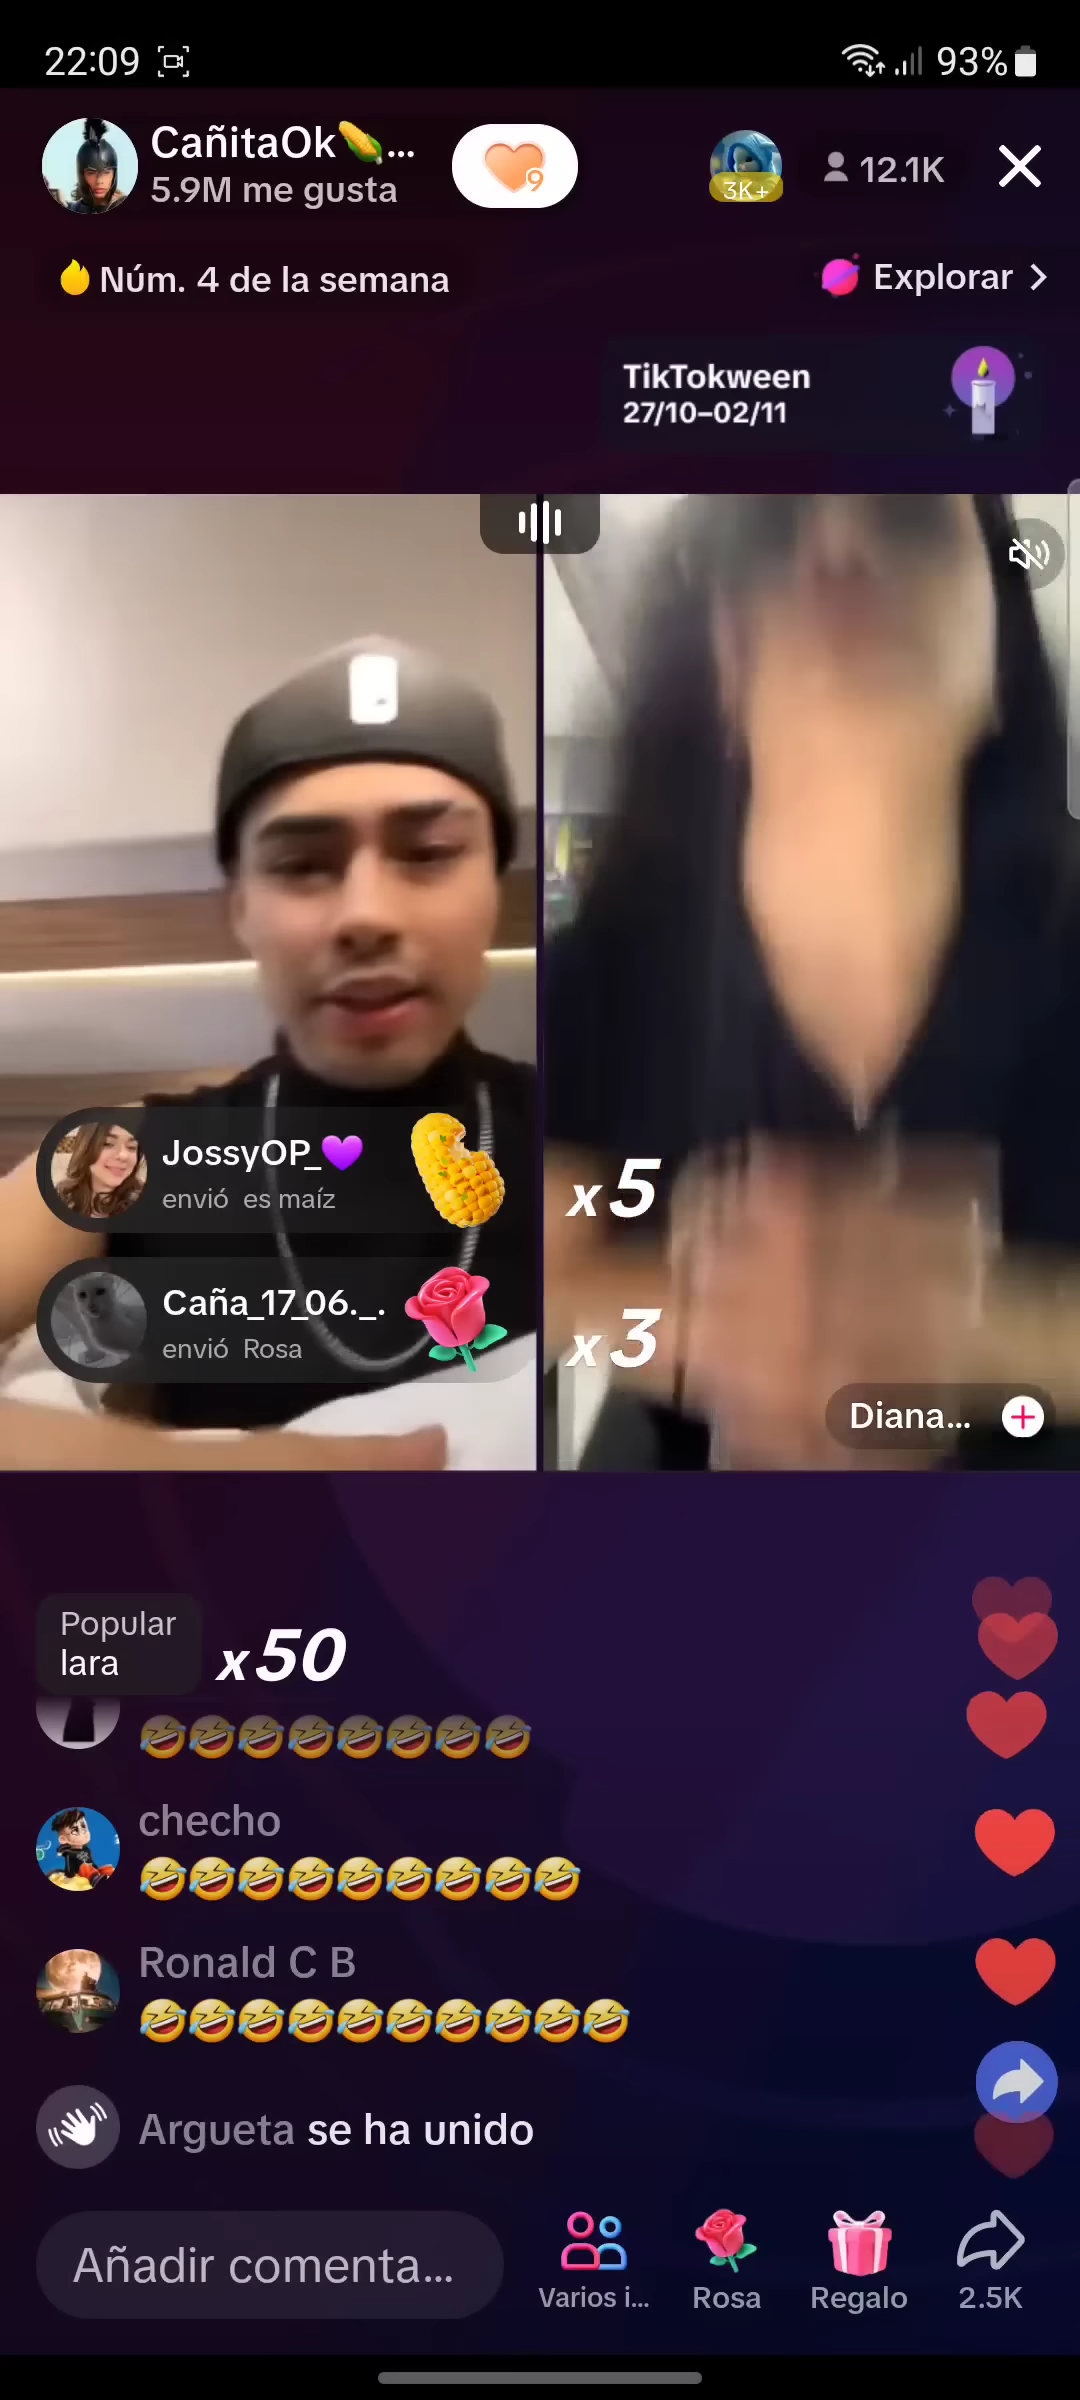 22:09
93%
CañitaOk🌽...
5.9M me gusta
3K+
12.1K
Núm. 4 de la semana
Explorar
TikTokween
27/10–02/11
JossyOP_💜
envió es maíz
x5
Caña_17_06._.
envió Rosa
x3
Diana...
Popular
lara
x50
🤣🤣🤣🤣🤣🤣🤣🤣
checho
🤣🤣🤣🤣🤣🤣🤣🤣🤣
Ronald C B
🤣🤣🤣🤣🤣🤣🤣🤣🤣🤣
Argueta se ha unido
Añadir comenta...
Varios i...
Rosa
Regalo
2.5K